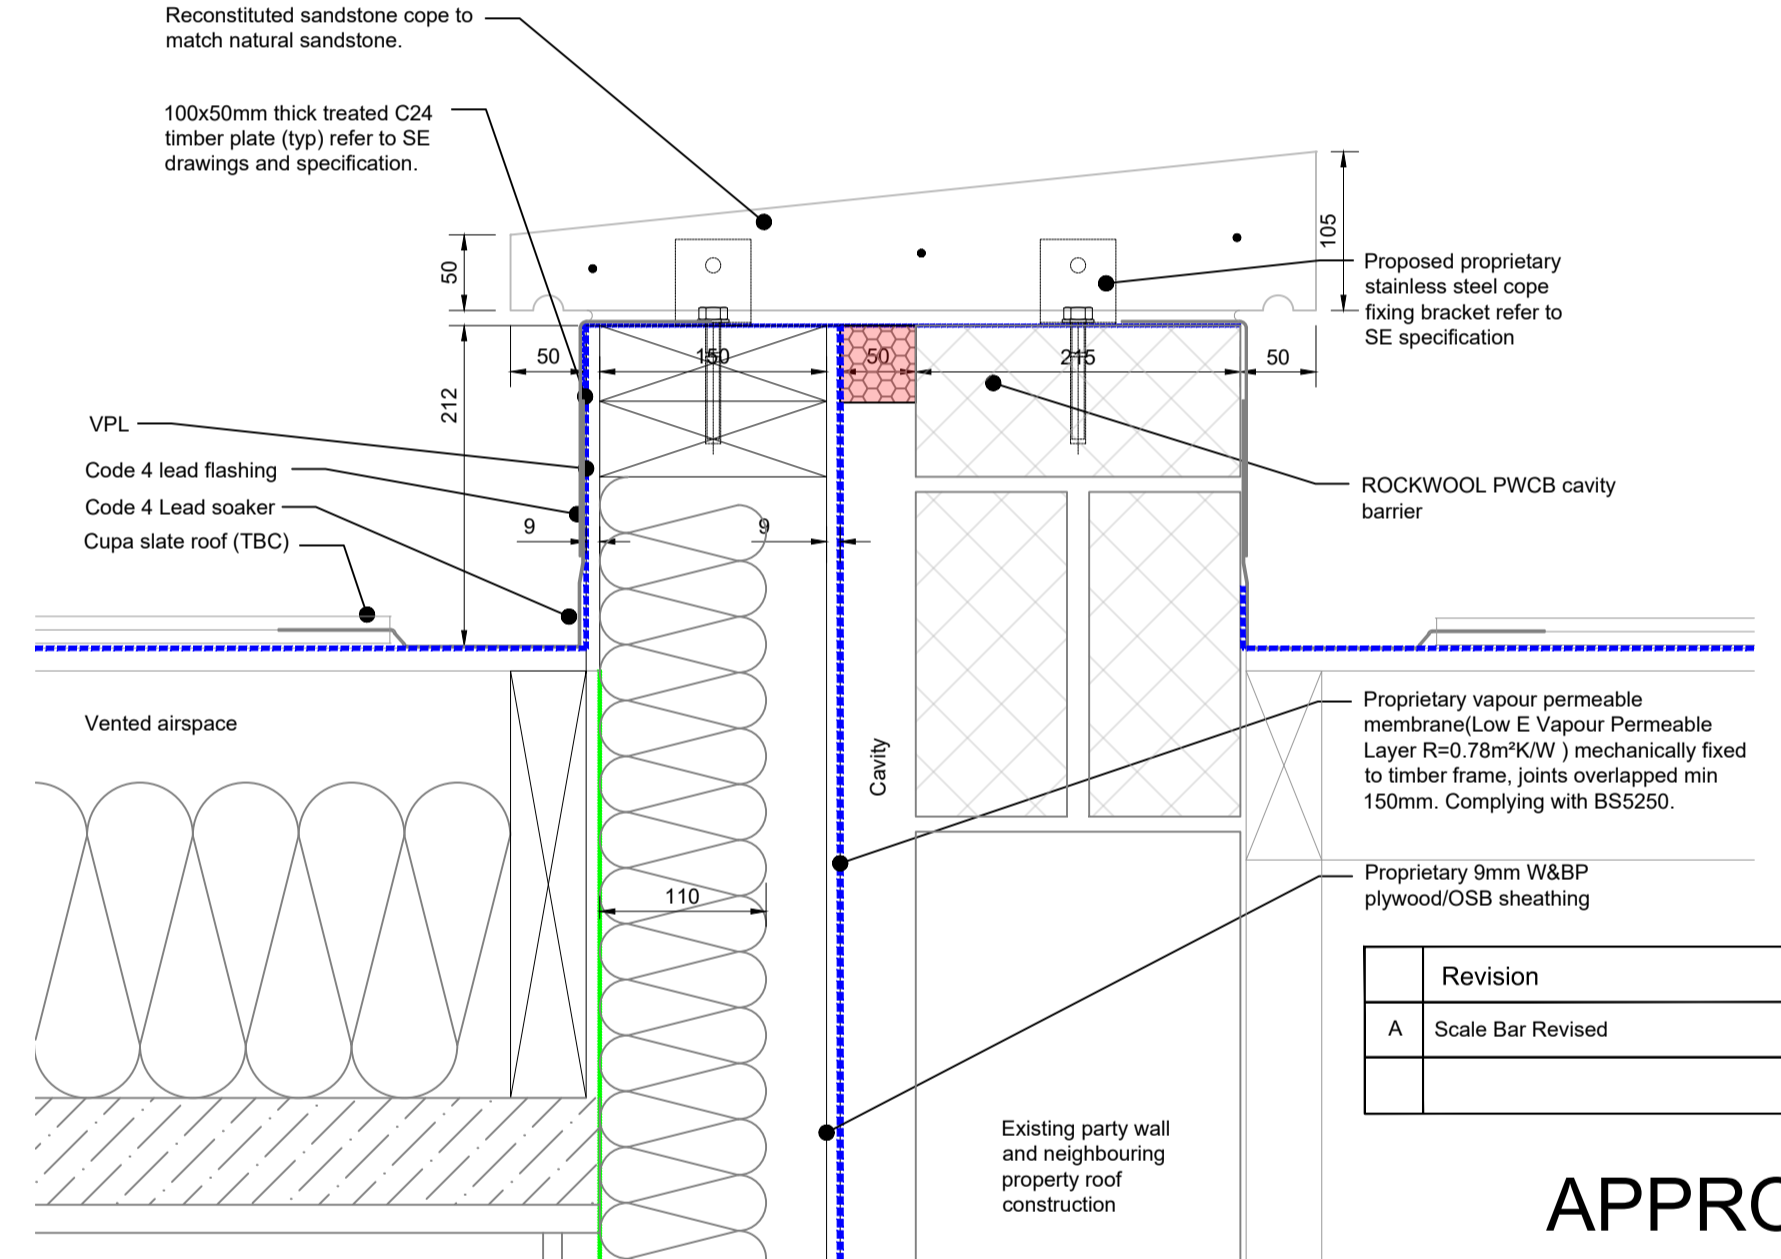 Reconstituted sandstone cope to
match natural sandstone.
100x50mm thick treated C24
timber plate (typ) refer to SE
drawings and specification.
105
50
Proposed proprietary
stainless steel cope
fixing bracket refer to
SE specification
50
150
50
215
50
212
VPL
Code 4 lead flashing
Code 4 Lead soaker
Cupa slate roof (TBC)
9
9
ROCKWOOL PWCB cavity
barrier
Vented airspace
Cavity
Proprietary vapour permeable
membrane(Low E Vapour Permeable
Layer R=0.78m²K/W ) mechanically fixed
to timber frame, joints overlapped min
150mm. Complying with BS5250.
110
Proprietary 9mm W&BP
plywood/OSB sheathing
Revision
A Scale Bar Revised
Existing party wall
and neighbouring
property roof
construction
APPRO